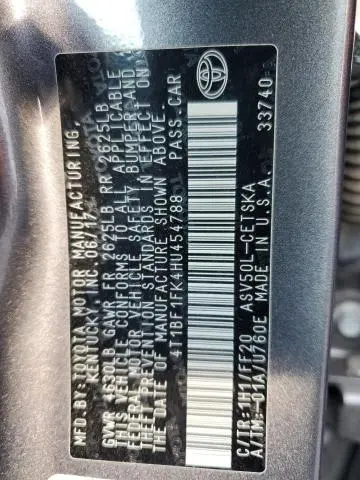 MFD. BY: TOYOTA MOTOR MANUFACTURING
KENTUCKY, INC. 06/17
GVWR 4630LB GAWR FR 2625LB RR 2625LB
THIS VEHICLE CONFORMS TO ALL APPLICABLE
FEDERAL MOTOR VEHICLE SAFETY, BUMPER, AND
THEFT PREVENTION STANDARDS IN EFFECT ON
THE DATE OF MANUFACTURE SHOWN ABOVE.
4T1BF1FK4HU454788 PASS.CAR
C/TR:1H1/FF20 ASV50L-CETSKA
A/TM:-01A/U760E MADE IN U.S.A.
33740